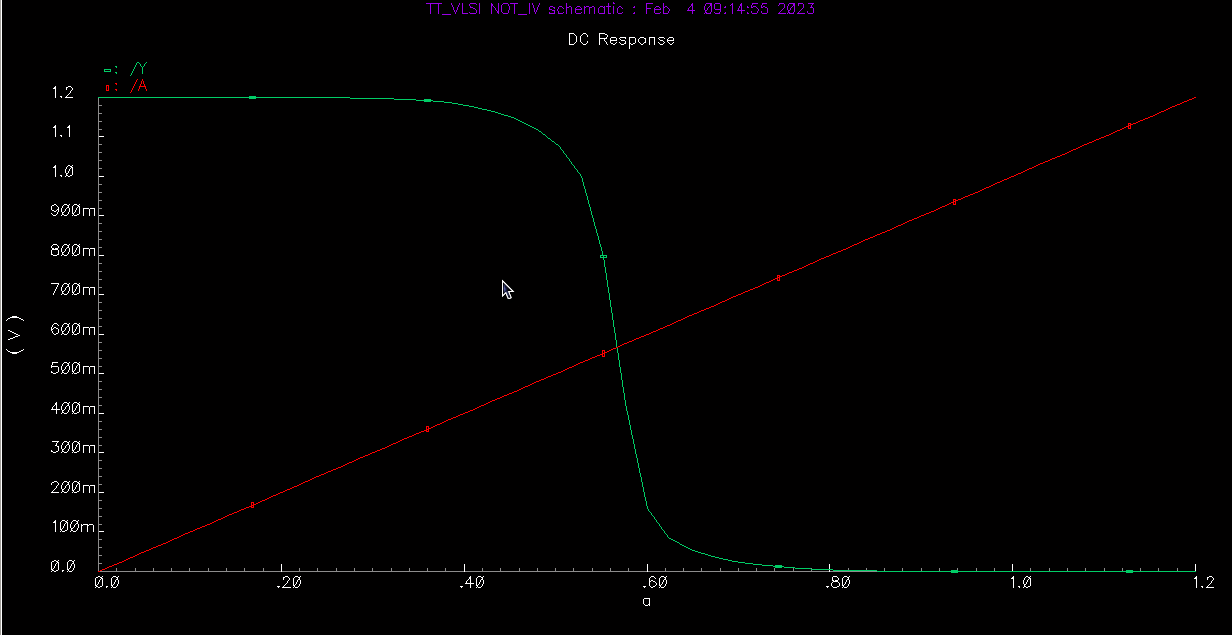 TT_VLSI NOT_IV schematic : Feb  4 09:14:55 2023
DC Response
: /Y
: /A
1.2
1.1
1.0
900m
800m
700m
600m
500m
400m
300m
200m
100m
0.0
(V)
0.0 .20 .40 .60 .80 1.0 1.2
a